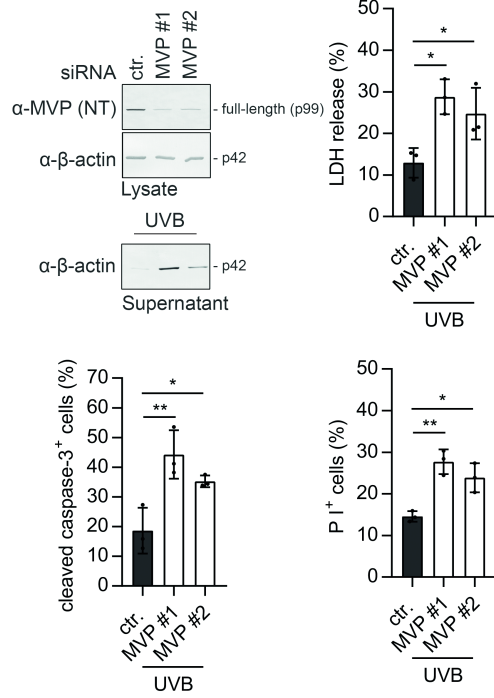 siRNA ctr. MVP #1 MVP #2
α-MVP (NT) - full-length (p99)
α-β-actin - p42
Lysate
UVB
α-β-actin - p42
Supernatant
LDH release (%)
50
40
30
20
10
0
*
*
ctr.
MVP #1
MVP #2
UVB
cleaved caspase-3+ cells (%)
70
60
50
40
30
20
10
0
*
**
ctr.
MVP #1
MVP #2
UVB
P I+ cells (%)
50
40
30
20
10
0
*
**
ctr.
MVP #1
MVP #2
UVB